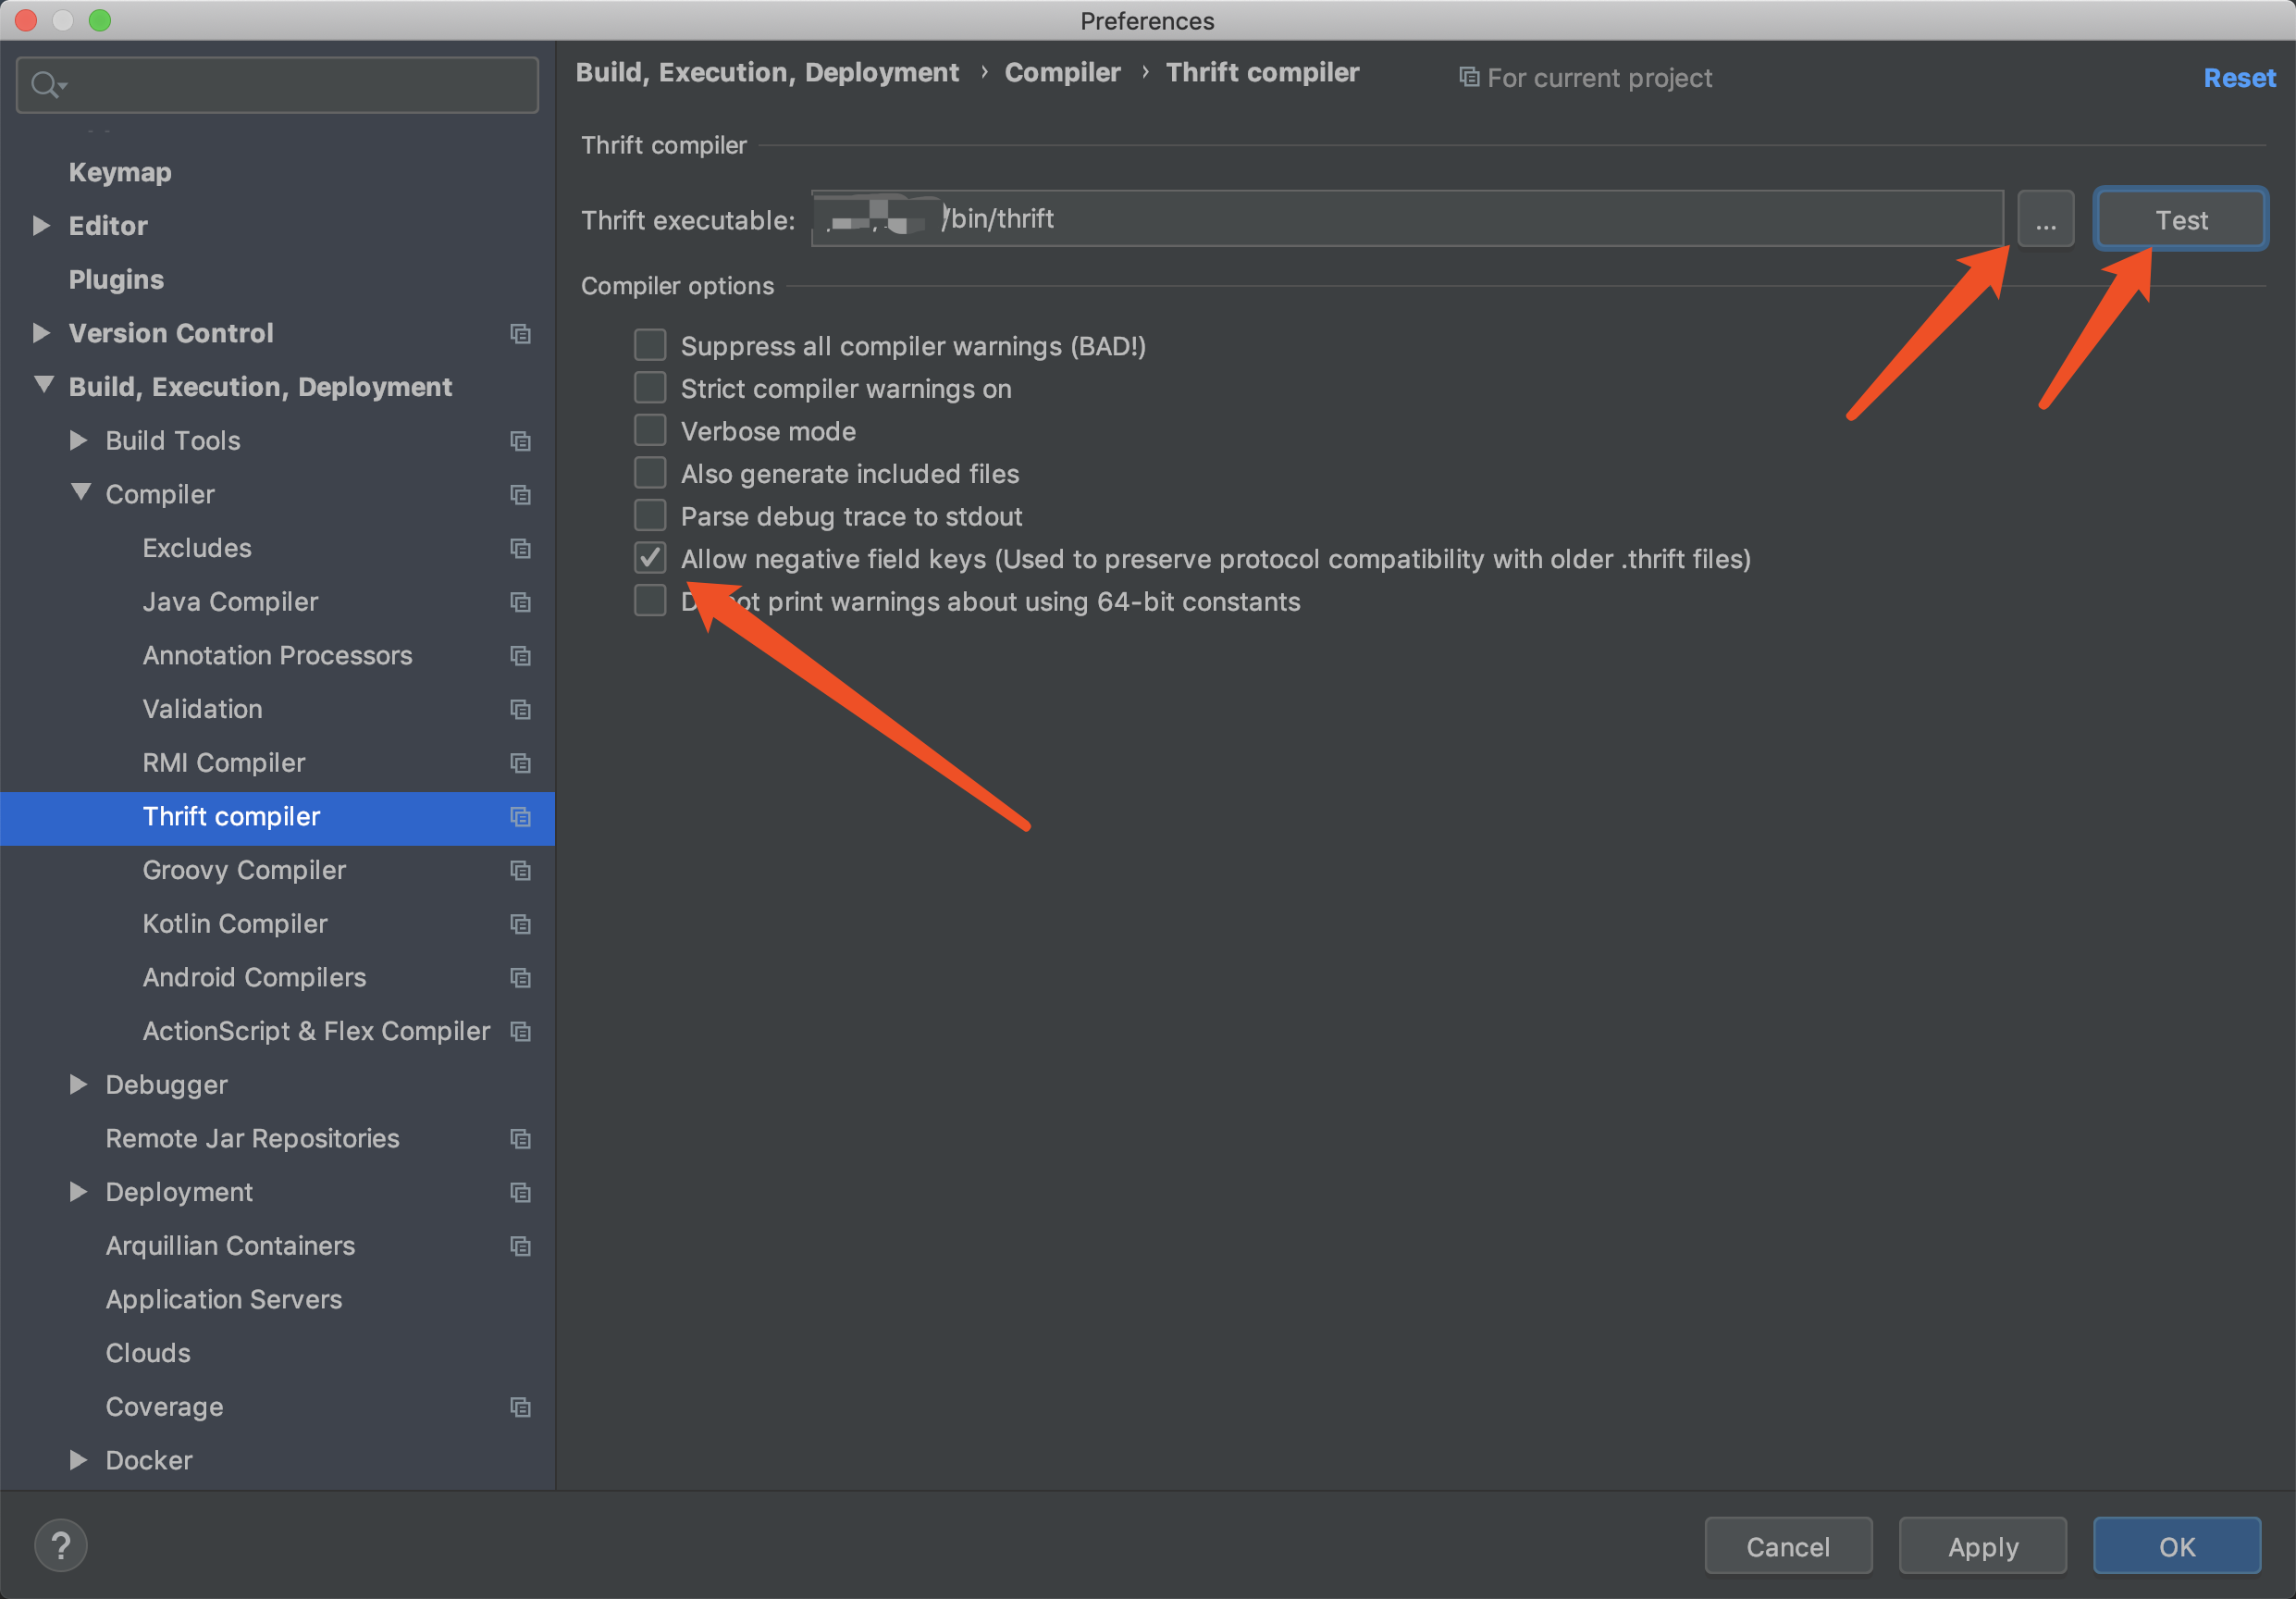 Preferences
Keymap
Editor
Plugins
Version Control
Build, Execution, Deployment
Build Tools
Compiler
Excludes
Java Compiler
Annotation Processors
Validation
RMI Compiler
Thrift compiler
Groovy Compiler
Kotlin Compiler
Android Compilers
ActionScript & Flex Compiler
Debugger
Remote Jar Repositories
Deployment
Arquillian Containers
Application Servers
Clouds
Coverage
Docker
Build, Execution, Deployment › Compiler › Thrift compiler For current project Reset
Thrift compiler
Thrift executable: /bin/thrift ... Test
Compiler options
Suppress all compiler warnings (BAD!)
Strict compiler warnings on
Verbose mode
Also generate included files
Parse debug trace to stdout
Allow negative field keys (Used to preserve protocol compatibility with older .thrift files)
print warnings about using 64-bit constants
? Cancel Apply OK